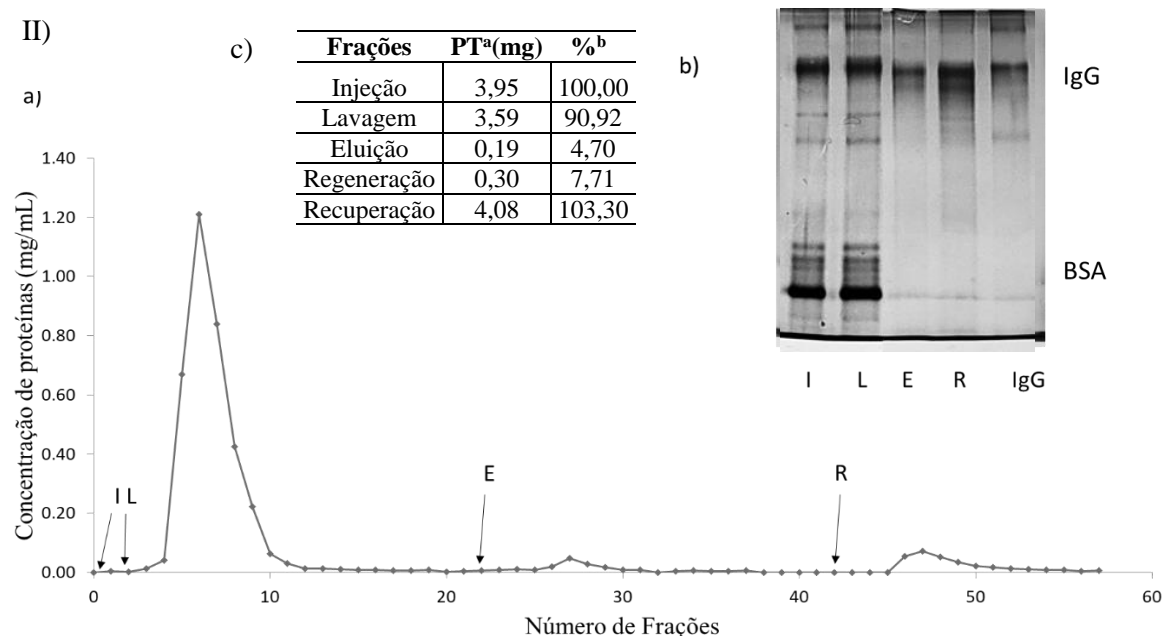 II)
c)
Frações PTᵃ(mg) %ᵇ
Injeção 3,95 100,00
Lavagem 3,59 90,92
Eluição 0,19 4,70
Regeneração 0,30 7,71
Recuperação 4,08 103,30
b)
IgG
BSA
I L E R IgG
a)
Concentração de proteínas (mg/mL)
1.40
1.20
1.00
0.80
0.60
0.40
0.20
0.00
I L
E
R
0 10 20 30 40 50 60
Número de Frações